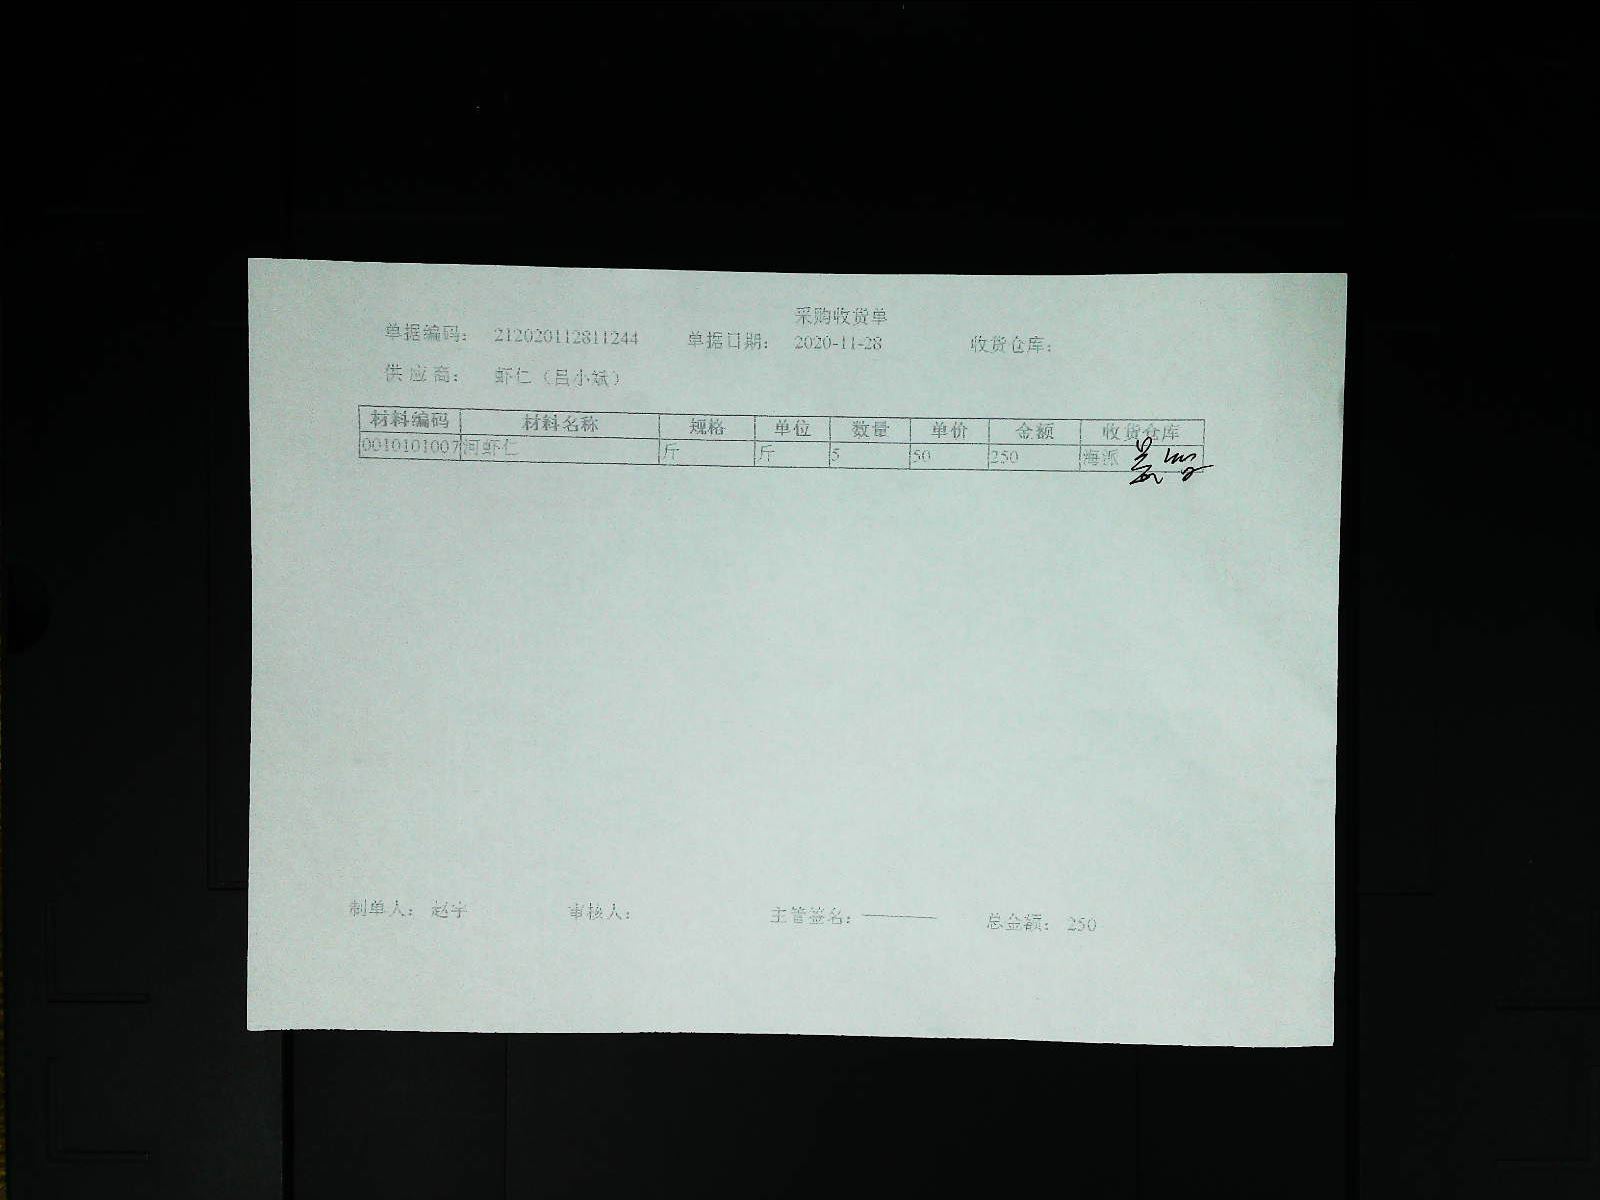 采购收货单
单据编码: 212020112811244 单据日期: 2020-11-28 收货仓库:
供应商: 虾仁（吕小斌）
材料编码 材料名称 规格 单位 数量 单价 金额 收货仓库
0010101007 河虾仁 斤 斤 5 50 250 海派
制单人: 赵宇 审核人: 主管签名: 总金额: 250